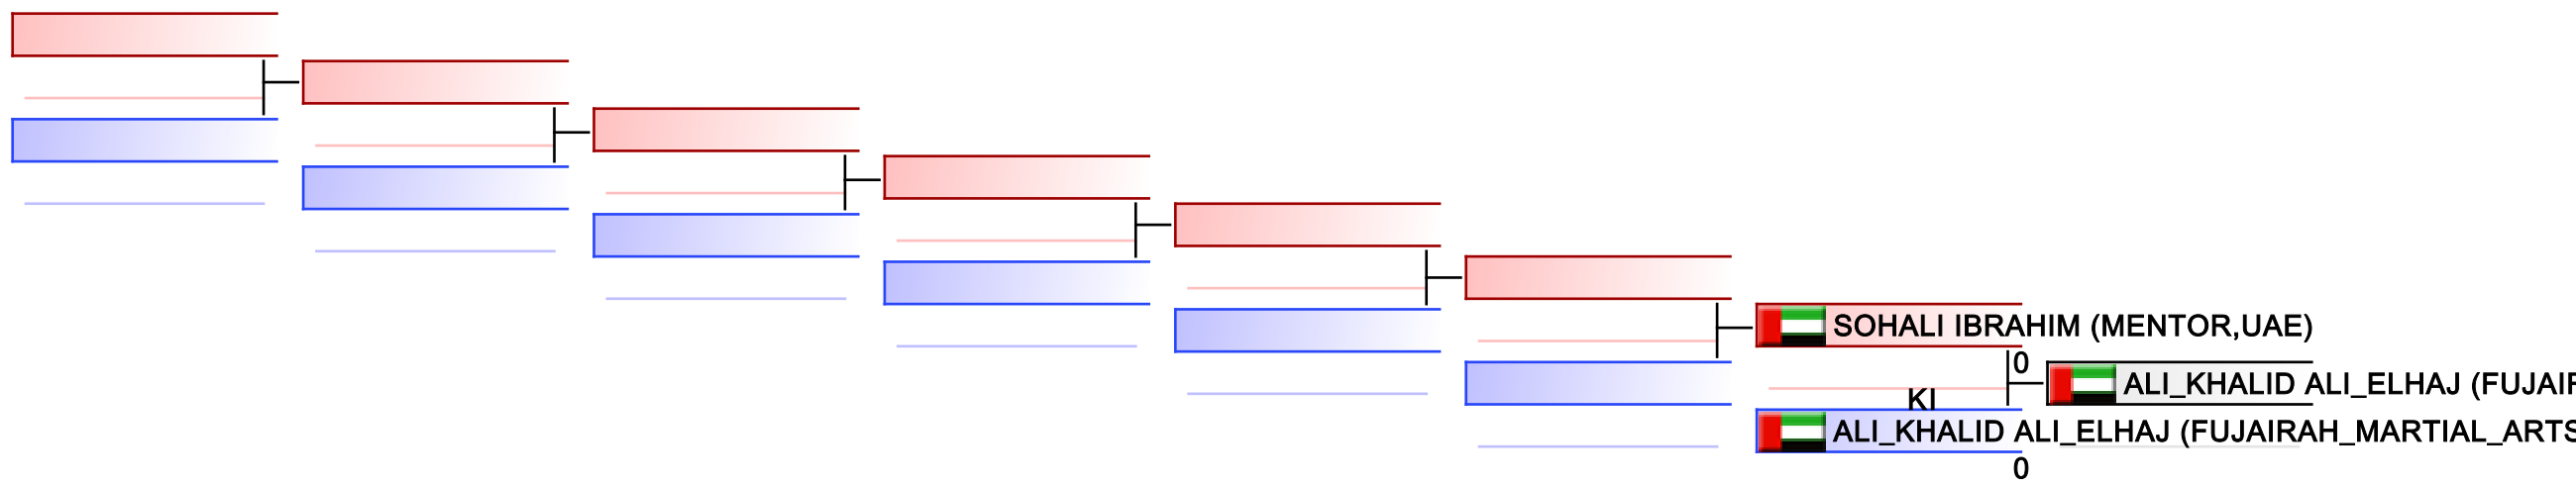 SOHALI IBRAHIM (MENTOR,UAE)
0
ALI_KHALID ALI_ELHAJ (FUJAIR
KI
ALI_KHALID ALI_ELHAJ (FUJAIRAH_MARTIAL_ARTS
0